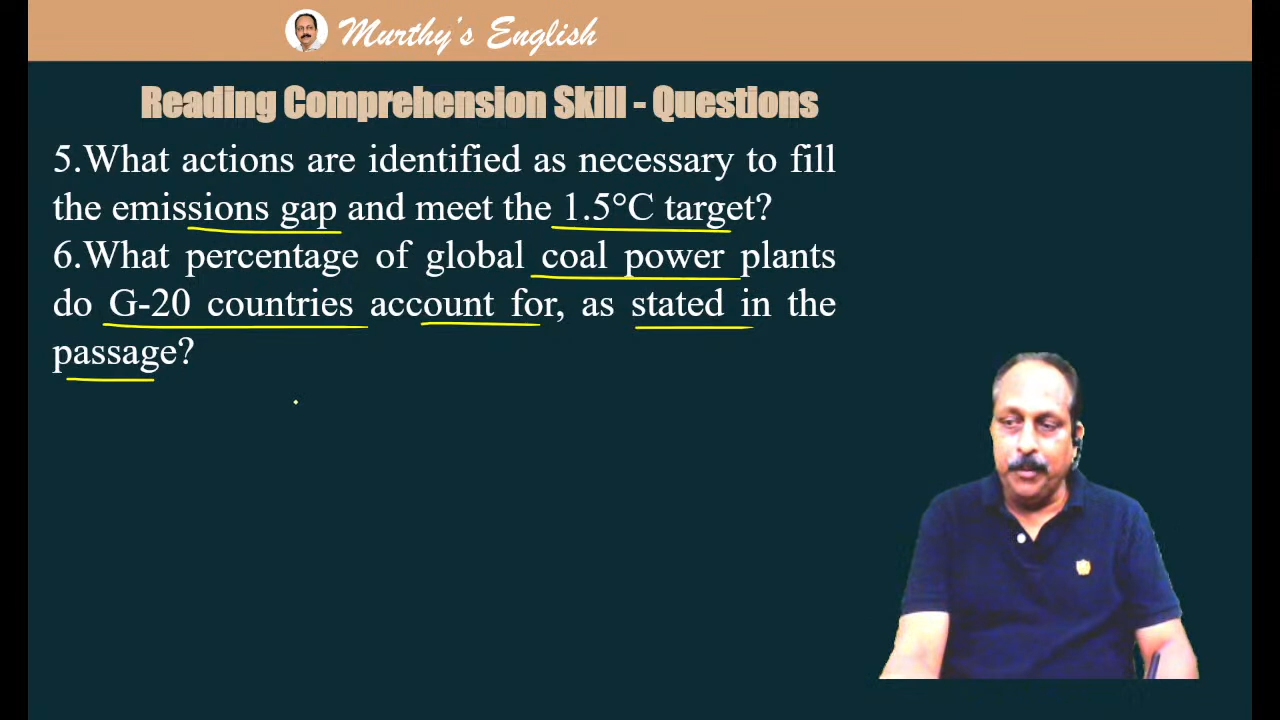 Murthy's English
Reading Comprehension Skill - Questions
5.What actions are identified as necessary to fill
the emissions gap and meet the 1.5°C target?
6.What percentage of global coal power plants
do G-20 countries account for, as stated in the
passage?